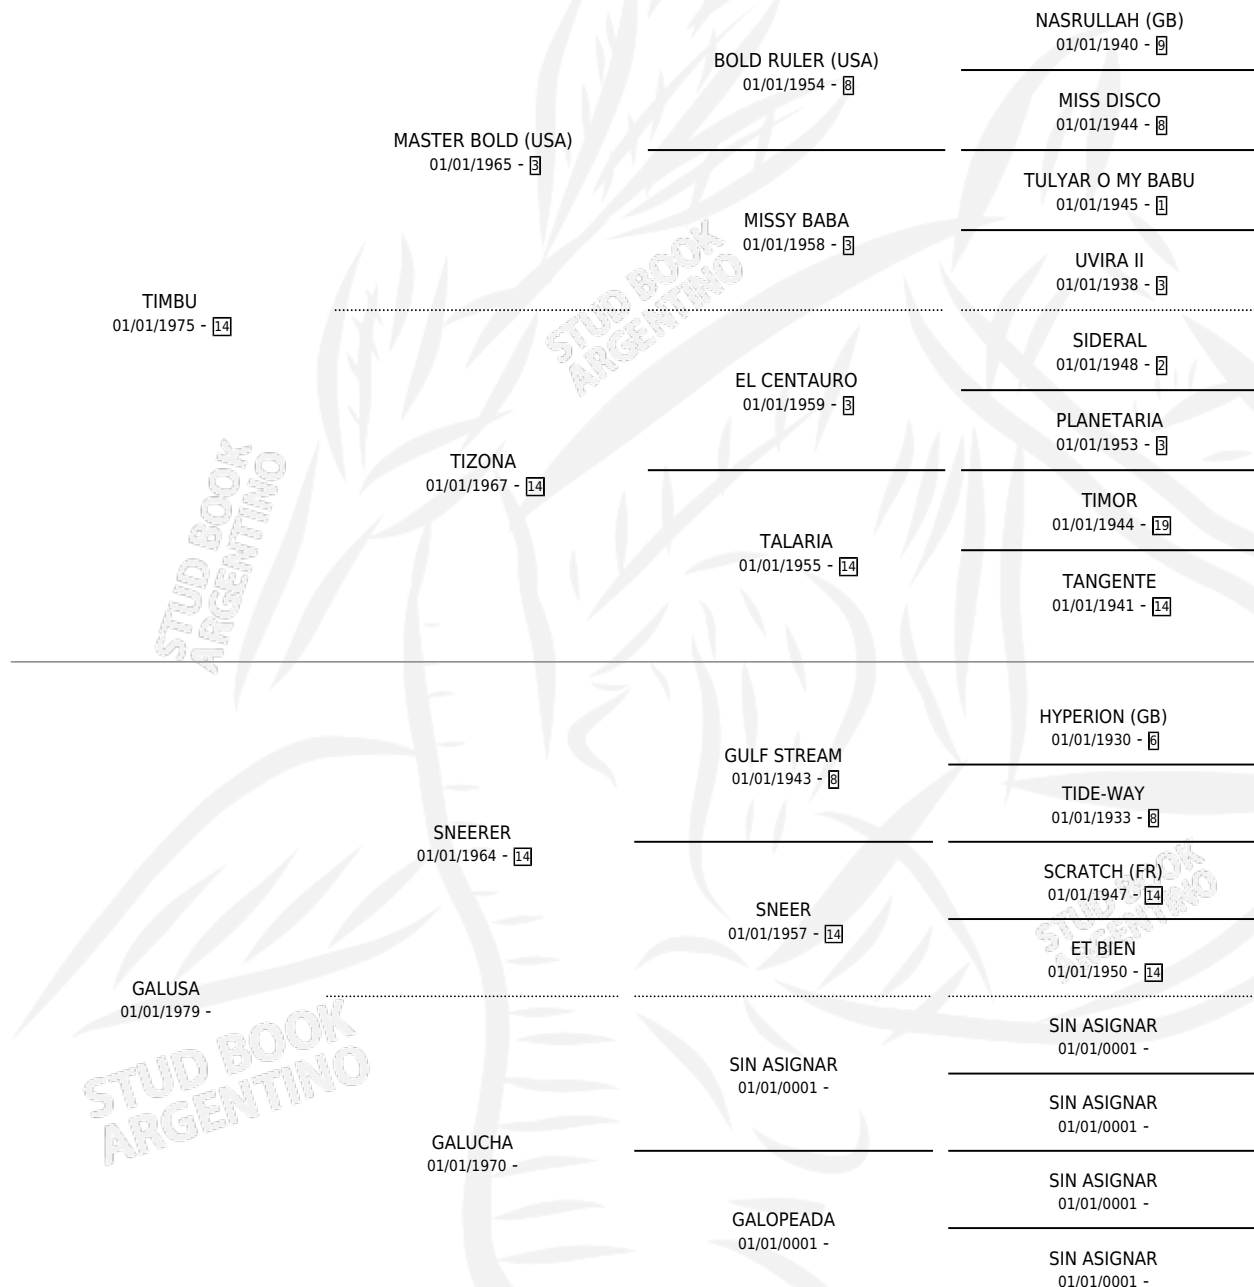 NASRULLAH (GB)
01/01/1940 - 9
BOLD RULER (USA)
01/01/1954 - 8
MISS DISCO
01/01/1944 - 8
MASTER BOLD (USA)
01/01/1965 - 3
TULYAR O MY BABU
01/01/1945 - 1
MISSY BABA
01/01/1958 - 3
UVIRA II
01/01/1938 - 3
TIMBU
01/01/1975 - 14
SIDERAL
01/01/1948 - 2
EL CENTAURO
01/01/1959 - 3
PLANETARIA
01/01/1953 - 3
TIZONA
01/01/1967 - 14
TIMOR
01/01/1944 - 19
TALARIA
01/01/1955 - 14
TANGENTE
01/01/1941 - 14
HYPERION (GB)
01/01/1930 - 6
GULF STREAM
01/01/1943 - 8
TIDE-WAY
01/01/1933 - 8
SNEERER
01/01/1964 - 14
SCRATCH (FR)
01/01/1947 - 14
SNEER
01/01/1957 - 14
ET BIEN
01/01/1950 - 14
GALUSA
01/01/1979 -
SIN ASIGNAR
01/01/0001 -
SIN ASIGNAR
01/01/0001 -
SIN ASIGNAR
01/01/0001 -
GALUCHA
01/01/1970 -
SIN ASIGNAR
01/01/0001 -
GALOPEADA
01/01/0001 -
SIN ASIGNAR
01/01/0001 -
STUD BOOK
ARGENTINO
STUD BOOK
ARGENTINO
STUD BOOK
ARGENTINO
STUD BOOK
ARGENTINO